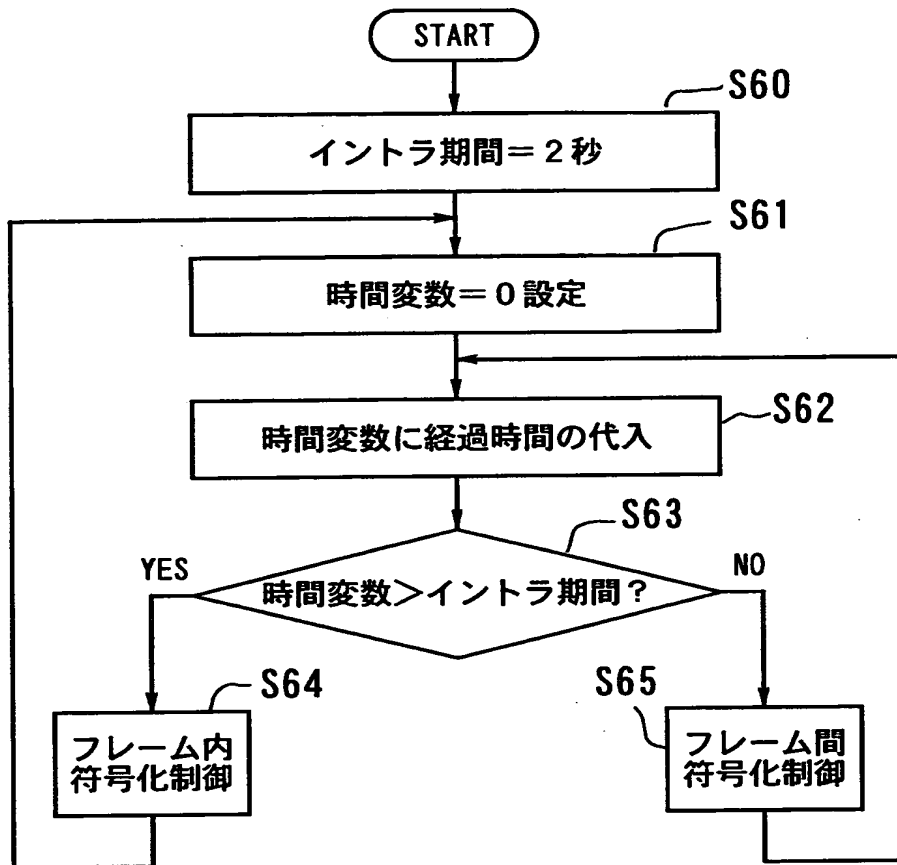 START
S60
イントラ期間＝２秒
S61
時間変数＝０設定
S62
時間変数に経過時間の代入
S63
YES
時間変数＞イントラ期間？
NO
S64
S65
フレーム内
符号化制御
フレーム間
符号化制御